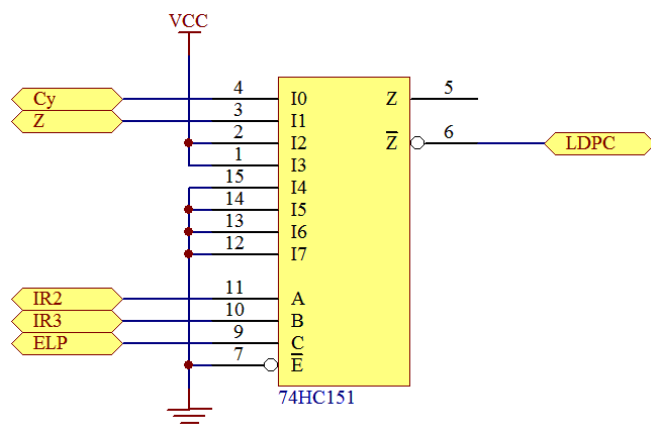 VCC
Cy 4 I0 Z 5
Z 3 I1
2 I2 Z̅ 6 LDPC
1 I3
15 I4
14 I5
13 I6
12 I7
IR2 11 A
IR3 10 B
ELP 9 C
7 E̅
74HC151